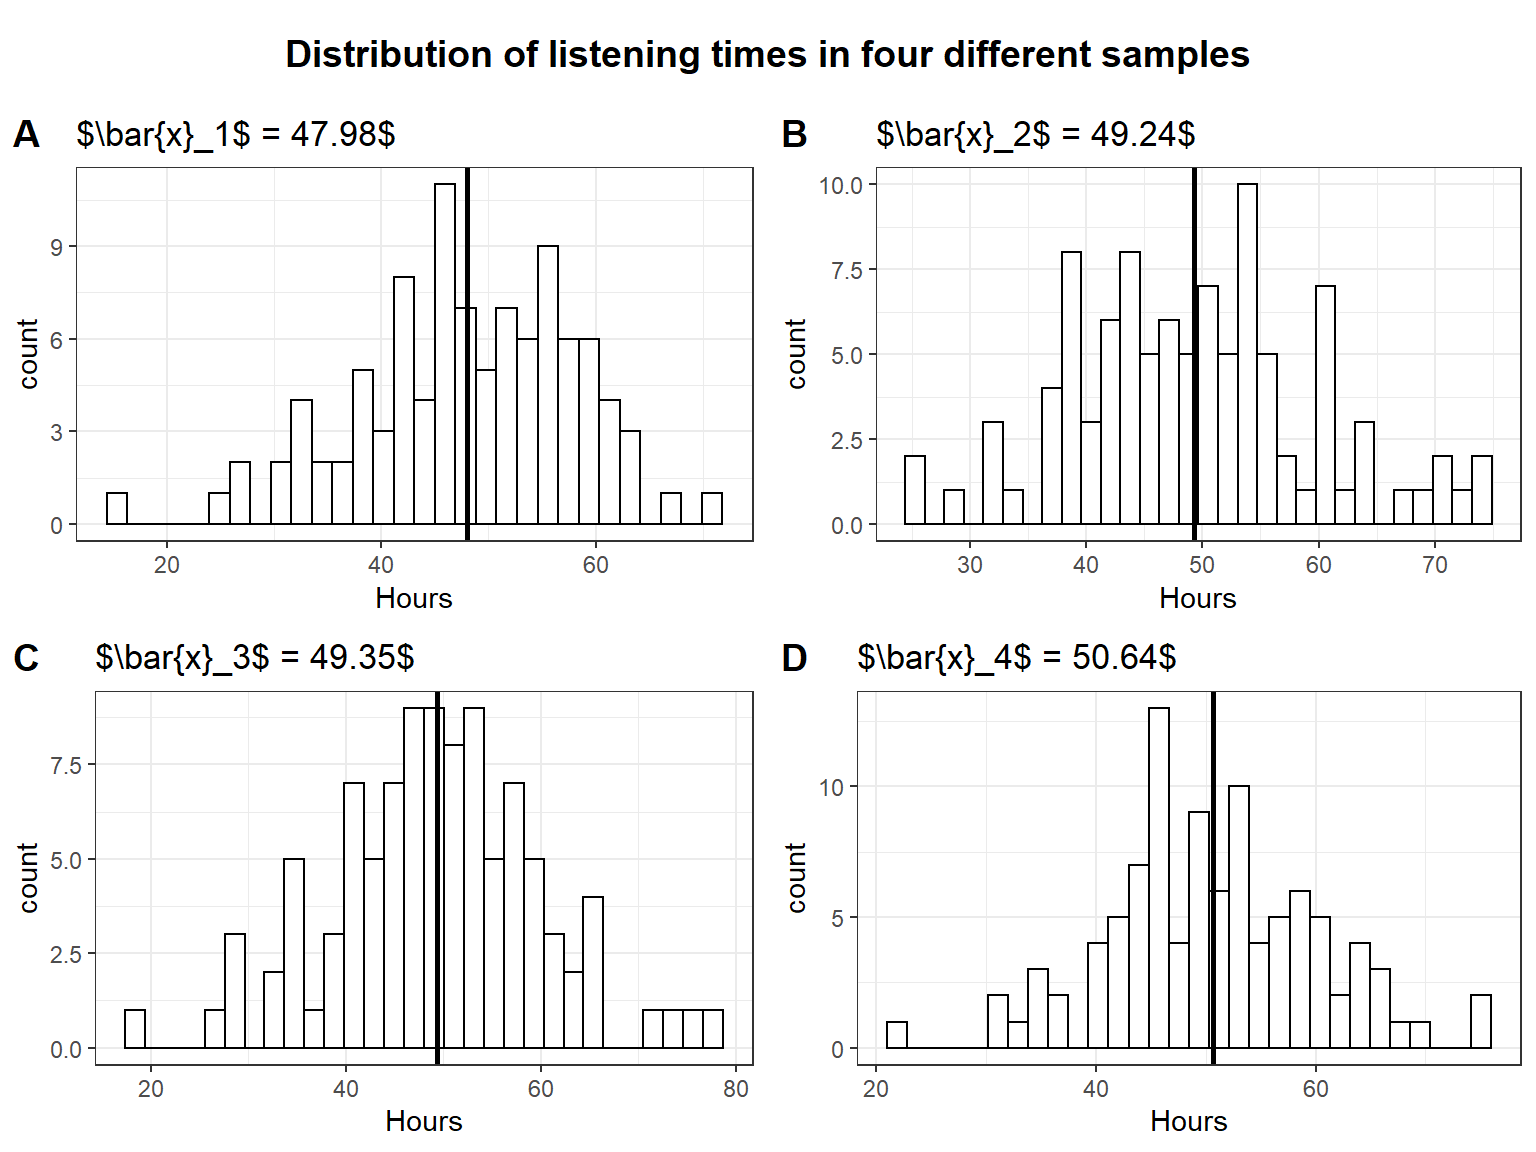 Distribution of listening times in four different samples
A $\bar{x}_1$ = 47.98$
9
6
3
0
count
20 40 60
Hours
B $\bar{x}_2$ = 49.24$
10.0
7.5
5.0
2.5
0.0
count
30 40 50 60 70
Hours
C $\bar{x}_3$ = 49.35$
7.5
5.0
2.5
0.0
count
20 40 60 80
Hours
D $\bar{x}_4$ = 50.64$
10
5
0
count
20 40 60
Hours